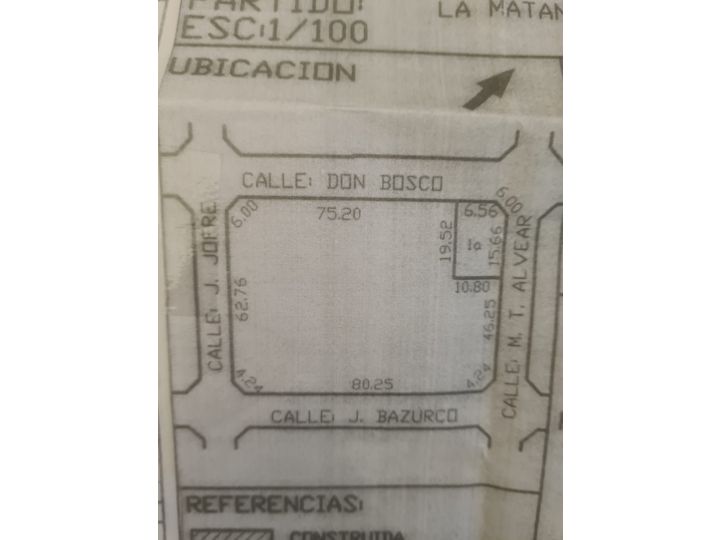 PARTIDO:
LA MATAN
ESC:1/100
UBICACION
CALLE: DON BOSCO
6.00
75.20
6.56
6.00
CALLE: J. JOFRE
19.52
1a
15.66
CALLE: M. T. ALVEAR
62.76
10.80
46.25
4.24
80.25
4.24
CALLE: J. BAZURCO
REFERENCIAS:
CONSTRUIDA